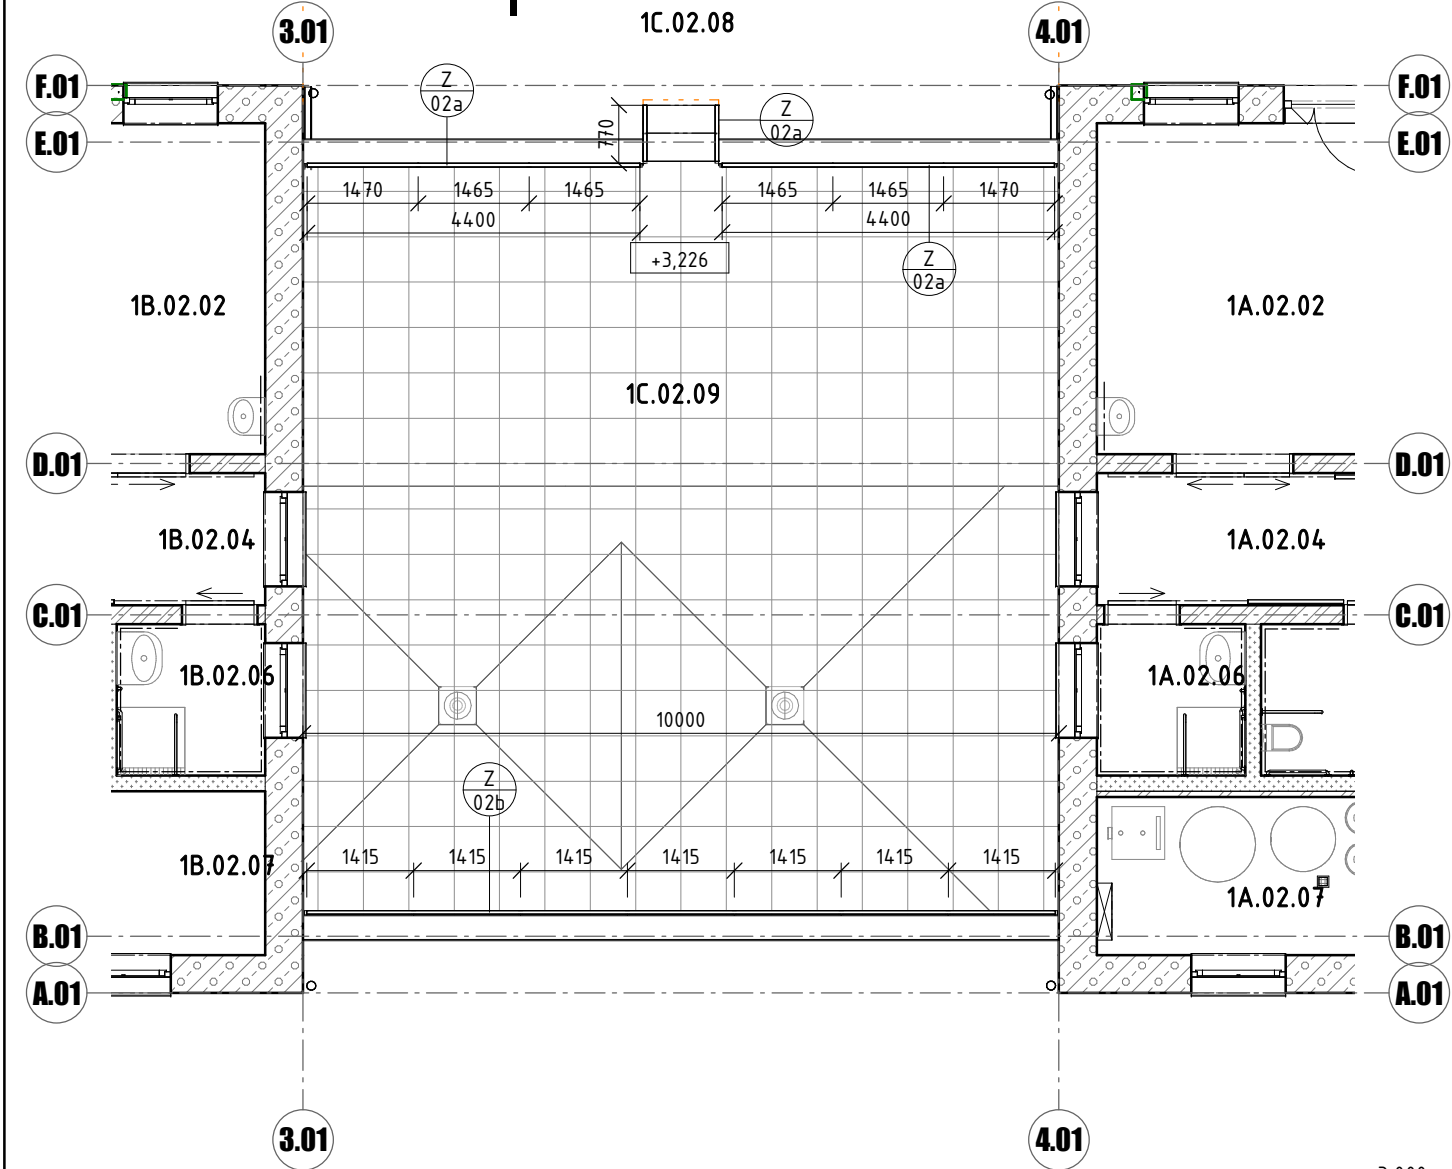 3.01
1C.02.08
4.01
F.01
Z
02a
Z
02a
F.01
770
E.01
E.01
1470 1465 1465 1465 1465 1470
4400 4400
+3,226
Z
02a
1B.02.02
1A.02.02
1C.02.09
D.01
D.01
1B.02.04
1A.02.04
C.01
C.01
1B.02.06
1A.02.06
10000
Z
02b
1415 1415 1415 1415 1415 1415 1415
1B.02.07
1A.02.07
B.01
B.01
A.01
A.01
3.01
4.01